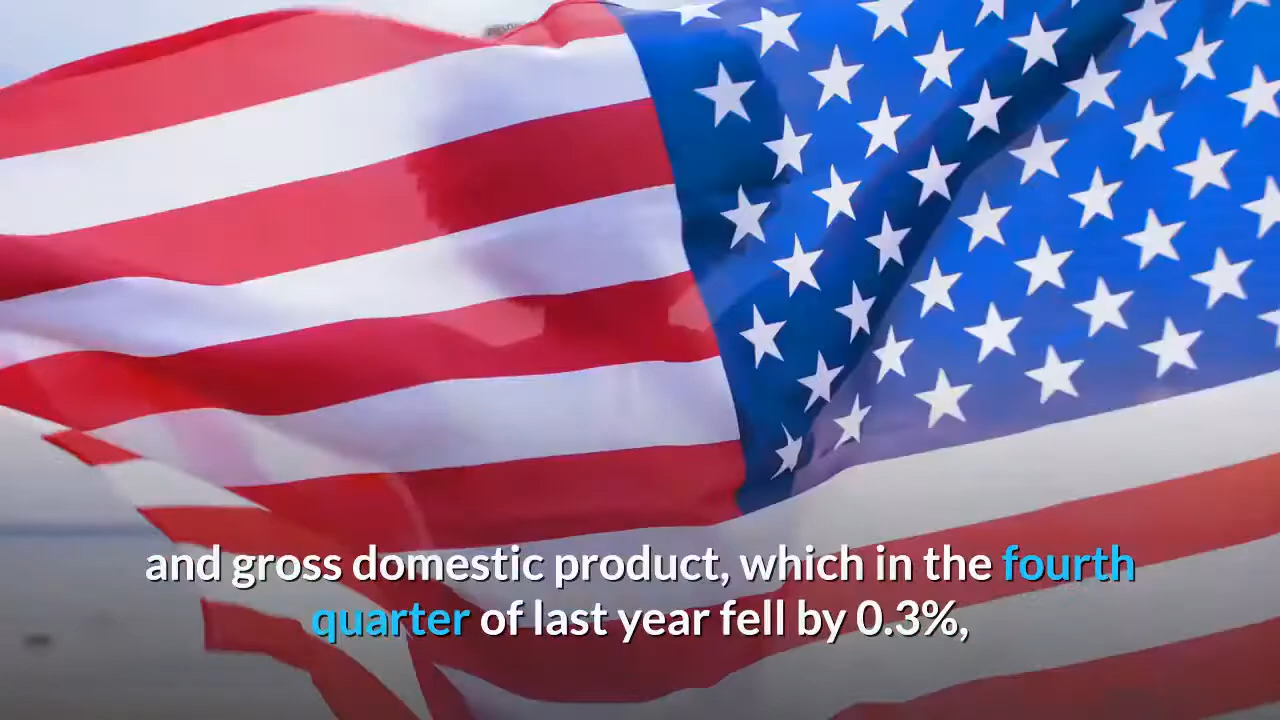 and gross domestic product, which in the fourth
quarter of last year fell by 0.3%,